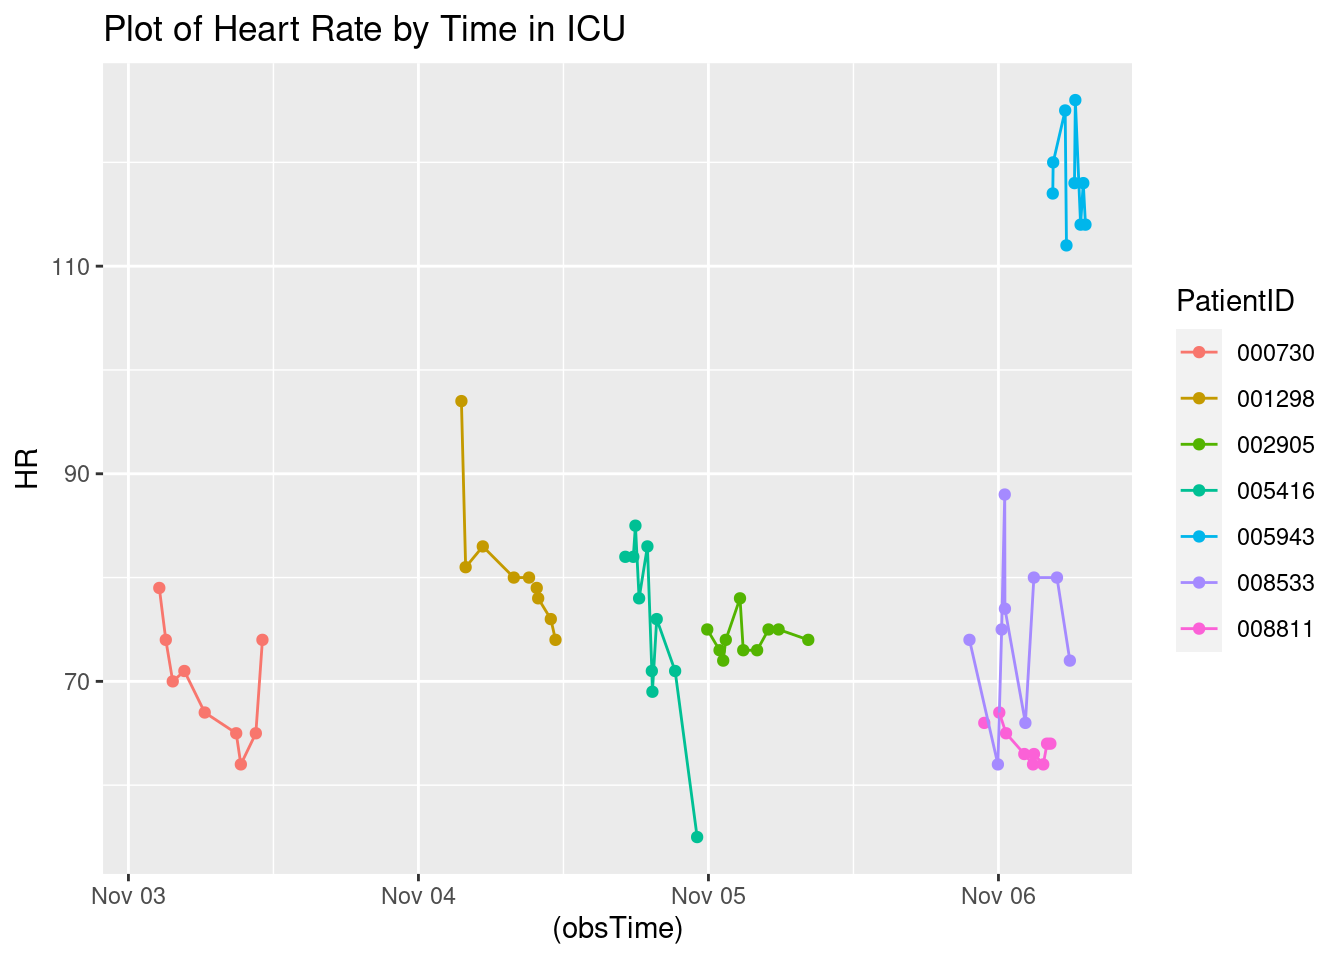 Plot of Heart Rate by Time in ICU
HR
110
90
70
Nov 03
Nov 04
Nov 05
Nov 06
(obsTime)
PatientID
000730
001298
002905
005416
005943
008533
008811